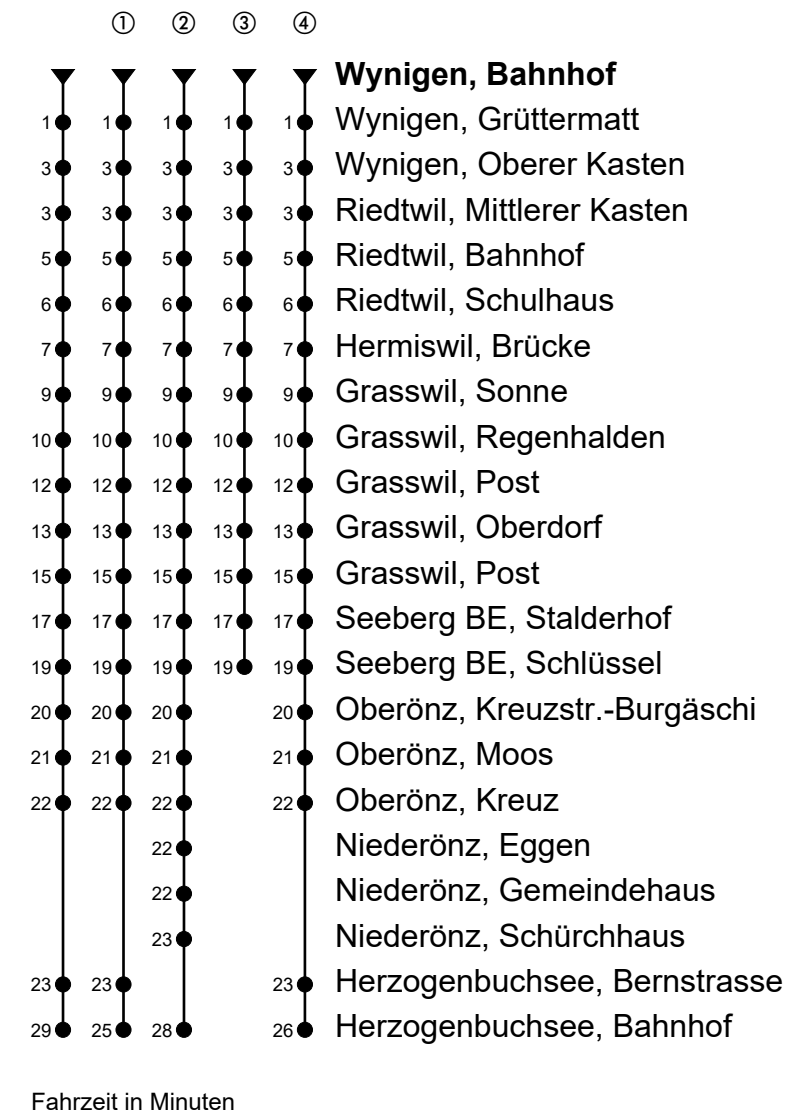 ① ② ③ ④
Wynigen, Bahnhof
1 1 1 1 1 Wynigen, Grüttermatt
3 3 3 3 3 Wynigen, Oberer Kasten
3 3 3 3 3 Riedtwil, Mittlerer Kasten
5 5 5 5 5 Riedtwil, Bahnhof
6 6 6 6 6 Riedtwil, Schulhaus
7 7 7 7 7 Hermiswil, Brücke
9 9 9 9 9 Grasswil, Sonne
10 10 10 10 10 Grasswil, Regenhalden
12 12 12 12 12 Grasswil, Post
13 13 13 13 13 Grasswil, Oberdorf
15 15 15 15 15 Grasswil, Post
17 17 17 17 17 Seeberg BE, Stalderhof
19 19 19 19 19 Seeberg BE, Schlüssel
20 20 20 20 Oberönz, Kreuzstr.-Burgäschi
21 21 21 21 Oberönz, Moos
22 22 22 22 Oberönz, Kreuz
22 Niederönz, Eggen
22 Niederönz, Gemeindehaus
23 Niederönz, Schürchhaus
23 23 23 Herzogenbuchsee, Bernstrasse
29 25 28 26 Herzogenbuchsee, Bahnhof
Fahrzeit in Minuten